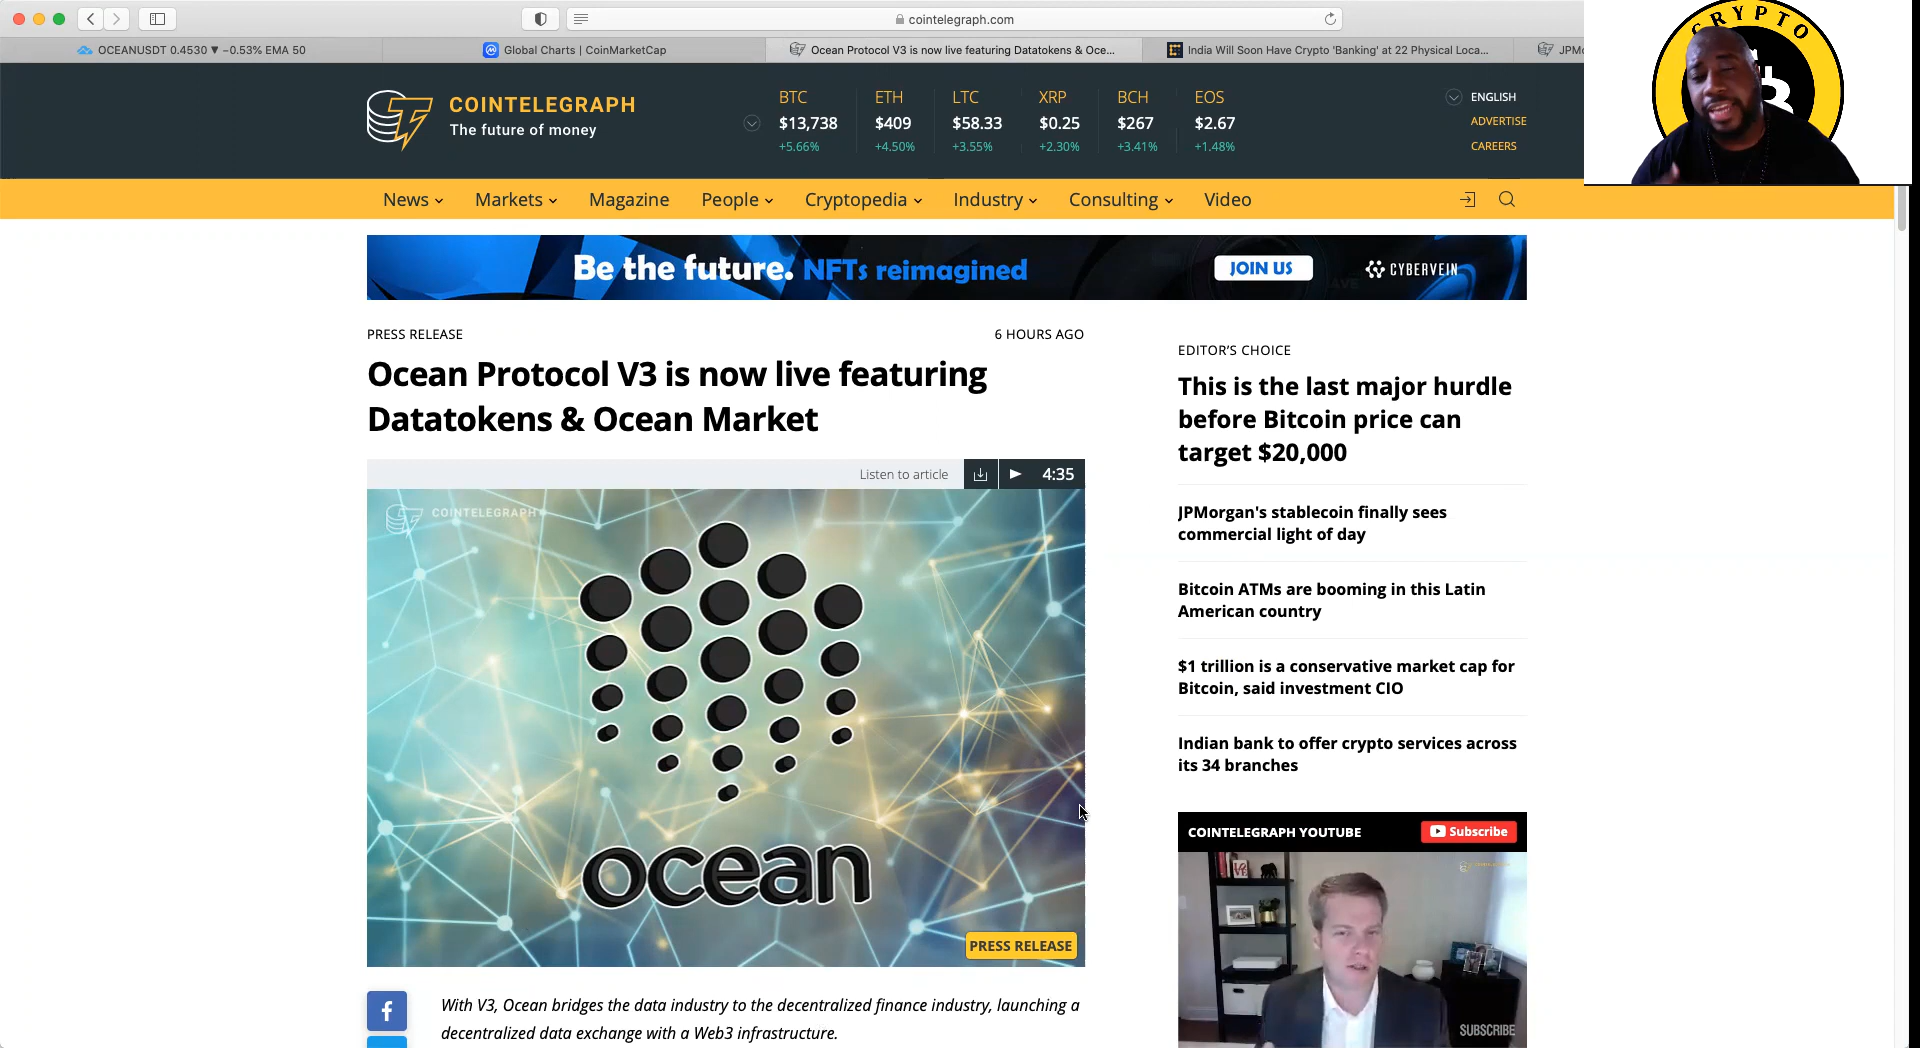 cointelegraph.com
OCEANUSDT 0.4530 ▼ −0.53% EMA 50
Global Charts | CoinMarketCap
Ocean Protocol V3 is now live featuring Datatokens & Oce...
India Will Soon Have Crypto 'Banking' at 22 Physical Loca...
JPMo
CRYPTO
COINTELEGRAPH
The future of money
BTC ETH LTC XRP BCH EOS
$13,738 $409 $58.33 $0.25 $267 $2.67
+5.66% +4.50% +3.55% +2.30% +3.41% +1.48%
ENGLISH
ADVERTISE
CAREERS
News Markets Magazine People Cryptopedia Industry Consulting Video
Be the future. NFTs reimagined JOIN US CYBERVEIN
PRESS RELEASE 6 HOURS AGO
Ocean Protocol V3 is now live featuring
Datatokens & Ocean Market
Listen to article 4:35
COINTELEGRAPH
ocean
PRESS RELEASE
With V3, Ocean bridges the data industry to the decentralized finance industry, launching a
decentralized data exchange with a Web3 infrastructure.
EDITOR'S CHOICE
This is the last major hurdle
before Bitcoin price can
target $20,000
JPMorgan's stablecoin finally sees
commercial light of day
Bitcoin ATMs are booming in this Latin
American country
$1 trillion is a conservative market cap for
Bitcoin, said investment CIO
Indian bank to offer crypto services across
its 34 branches
COINTELEGRAPH YOUTUBE Subscribe
SUBSCRIBE